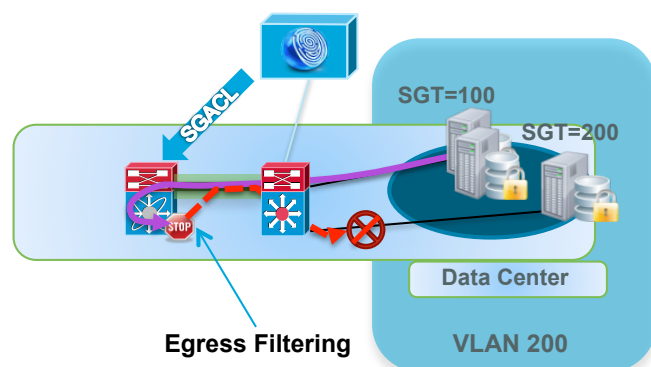 SGT=100
SGACL
SGT=200
STOP
Data Center
Egress Filtering
VLAN 200